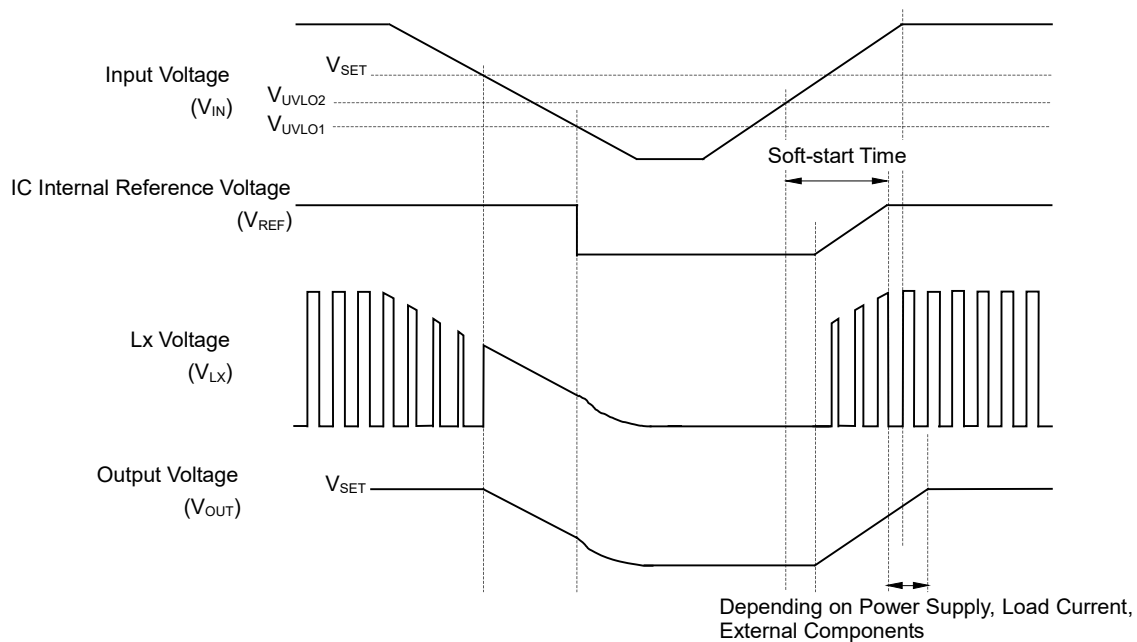 Input Voltage
(VIN)
VSET
VUVLO2
VUVLO1
Soft-start Time
IC Internal Reference Voltage
(VREF)
Lx Voltage
(VLX)
Output Voltage
(VOUT)
VSET
Depending on Power Supply, Load Current,
External Components